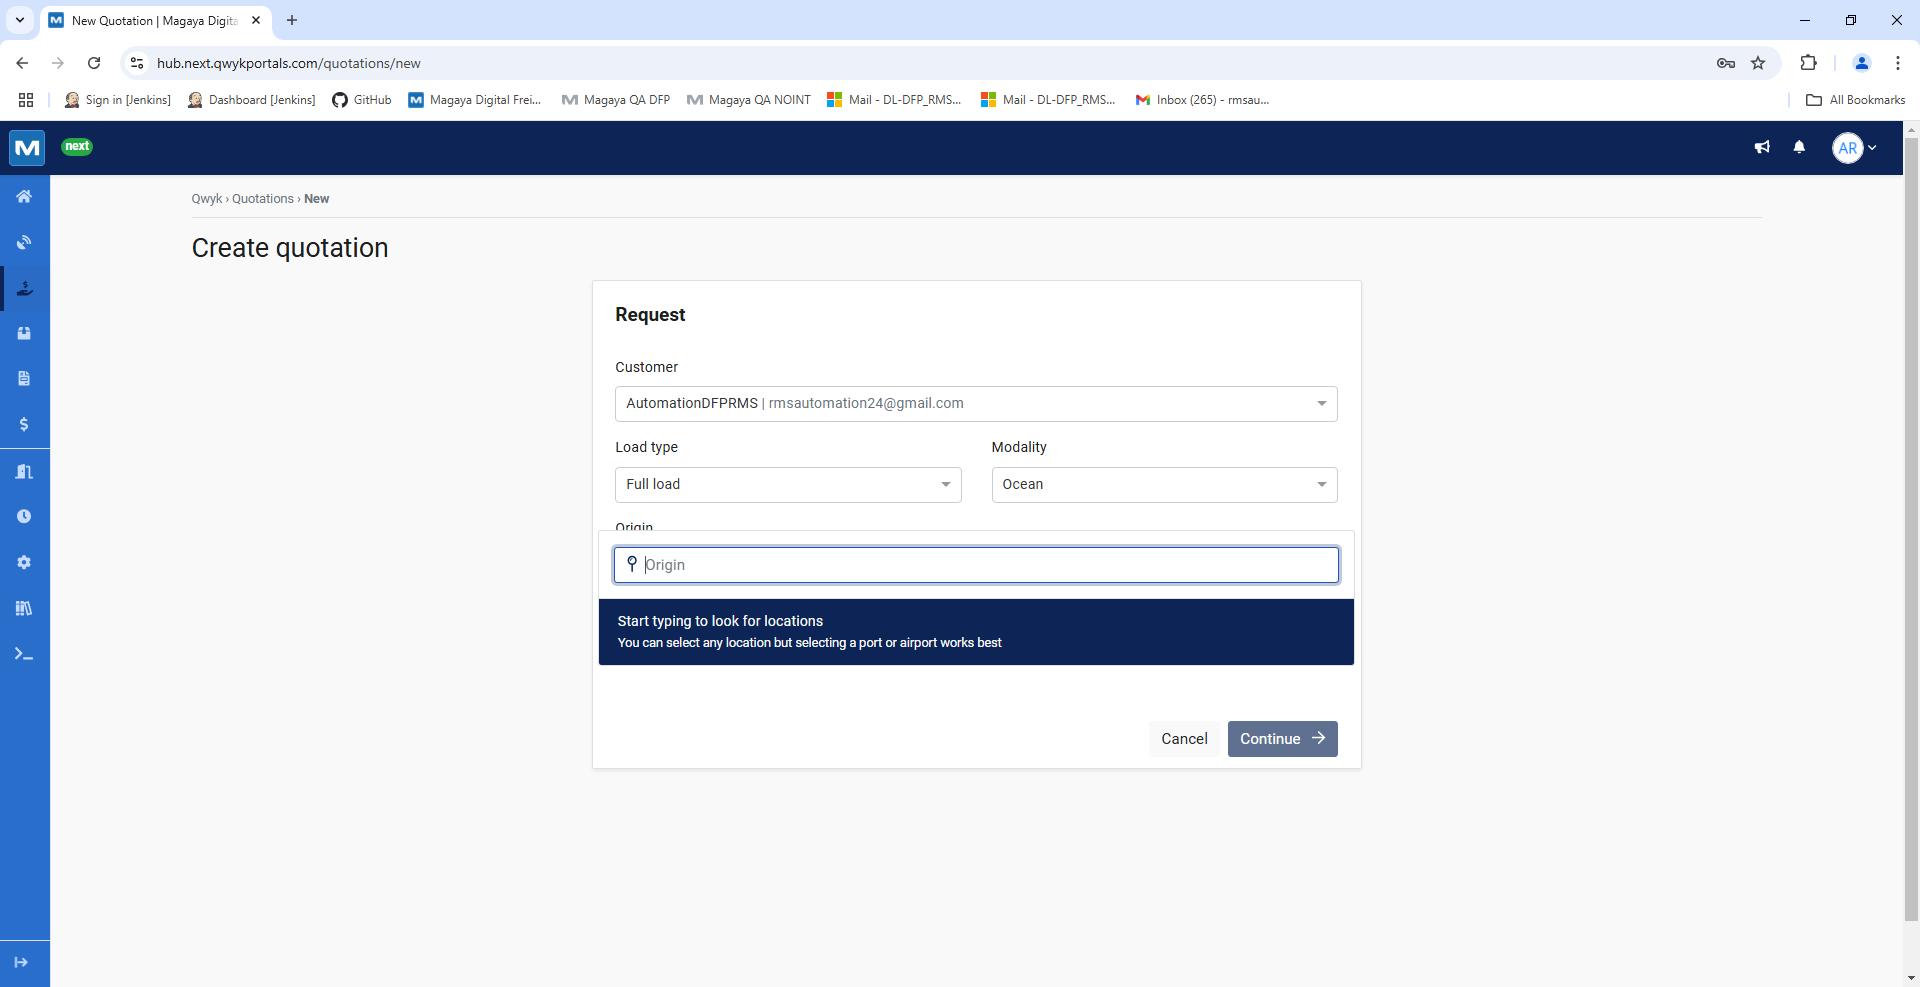 New Quotation | Magaya Digita
hub.next.qwykportals.com/quotations/new
Sign in [Jenkins]
Dashboard [Jenkins]
GitHub
Magaya Digital Frei...
Magaya QA DFP
Magaya QA NOINT
Mail - DL-DFP_RMS...
Mail - DL-DFP_RMS...
Inbox (265) - rmsau...
All Bookmarks
next
AR
Qwyk › Quotations › New
Create quotation
Request
Customer
AutomationDFPRMS | rmsautomation24@gmail.com
Load type
Modality
Full load
Ocean
Origin
Origin
Start typing to look for locations
You can select any location but selecting a port or airport works best
Cancel
Continue